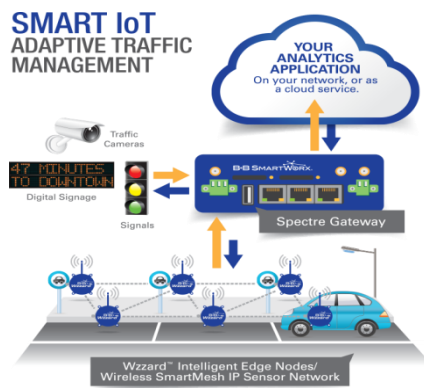 SMART IoT
ADAPTIVE TRAFFIC
MANAGEMENT
YOUR
ANALYTICS
APPLICATION
On your network, or as
a cloud service.
Traffic
Cameras
47 MINUTES
TO DOWNTOWN
Digital Signage
Signals
B+B SMARTWORX
Spectre Gateway
Wzzard™ Intelligent Edge Nodes/
Wireless SmartMesh IP Sensor Network